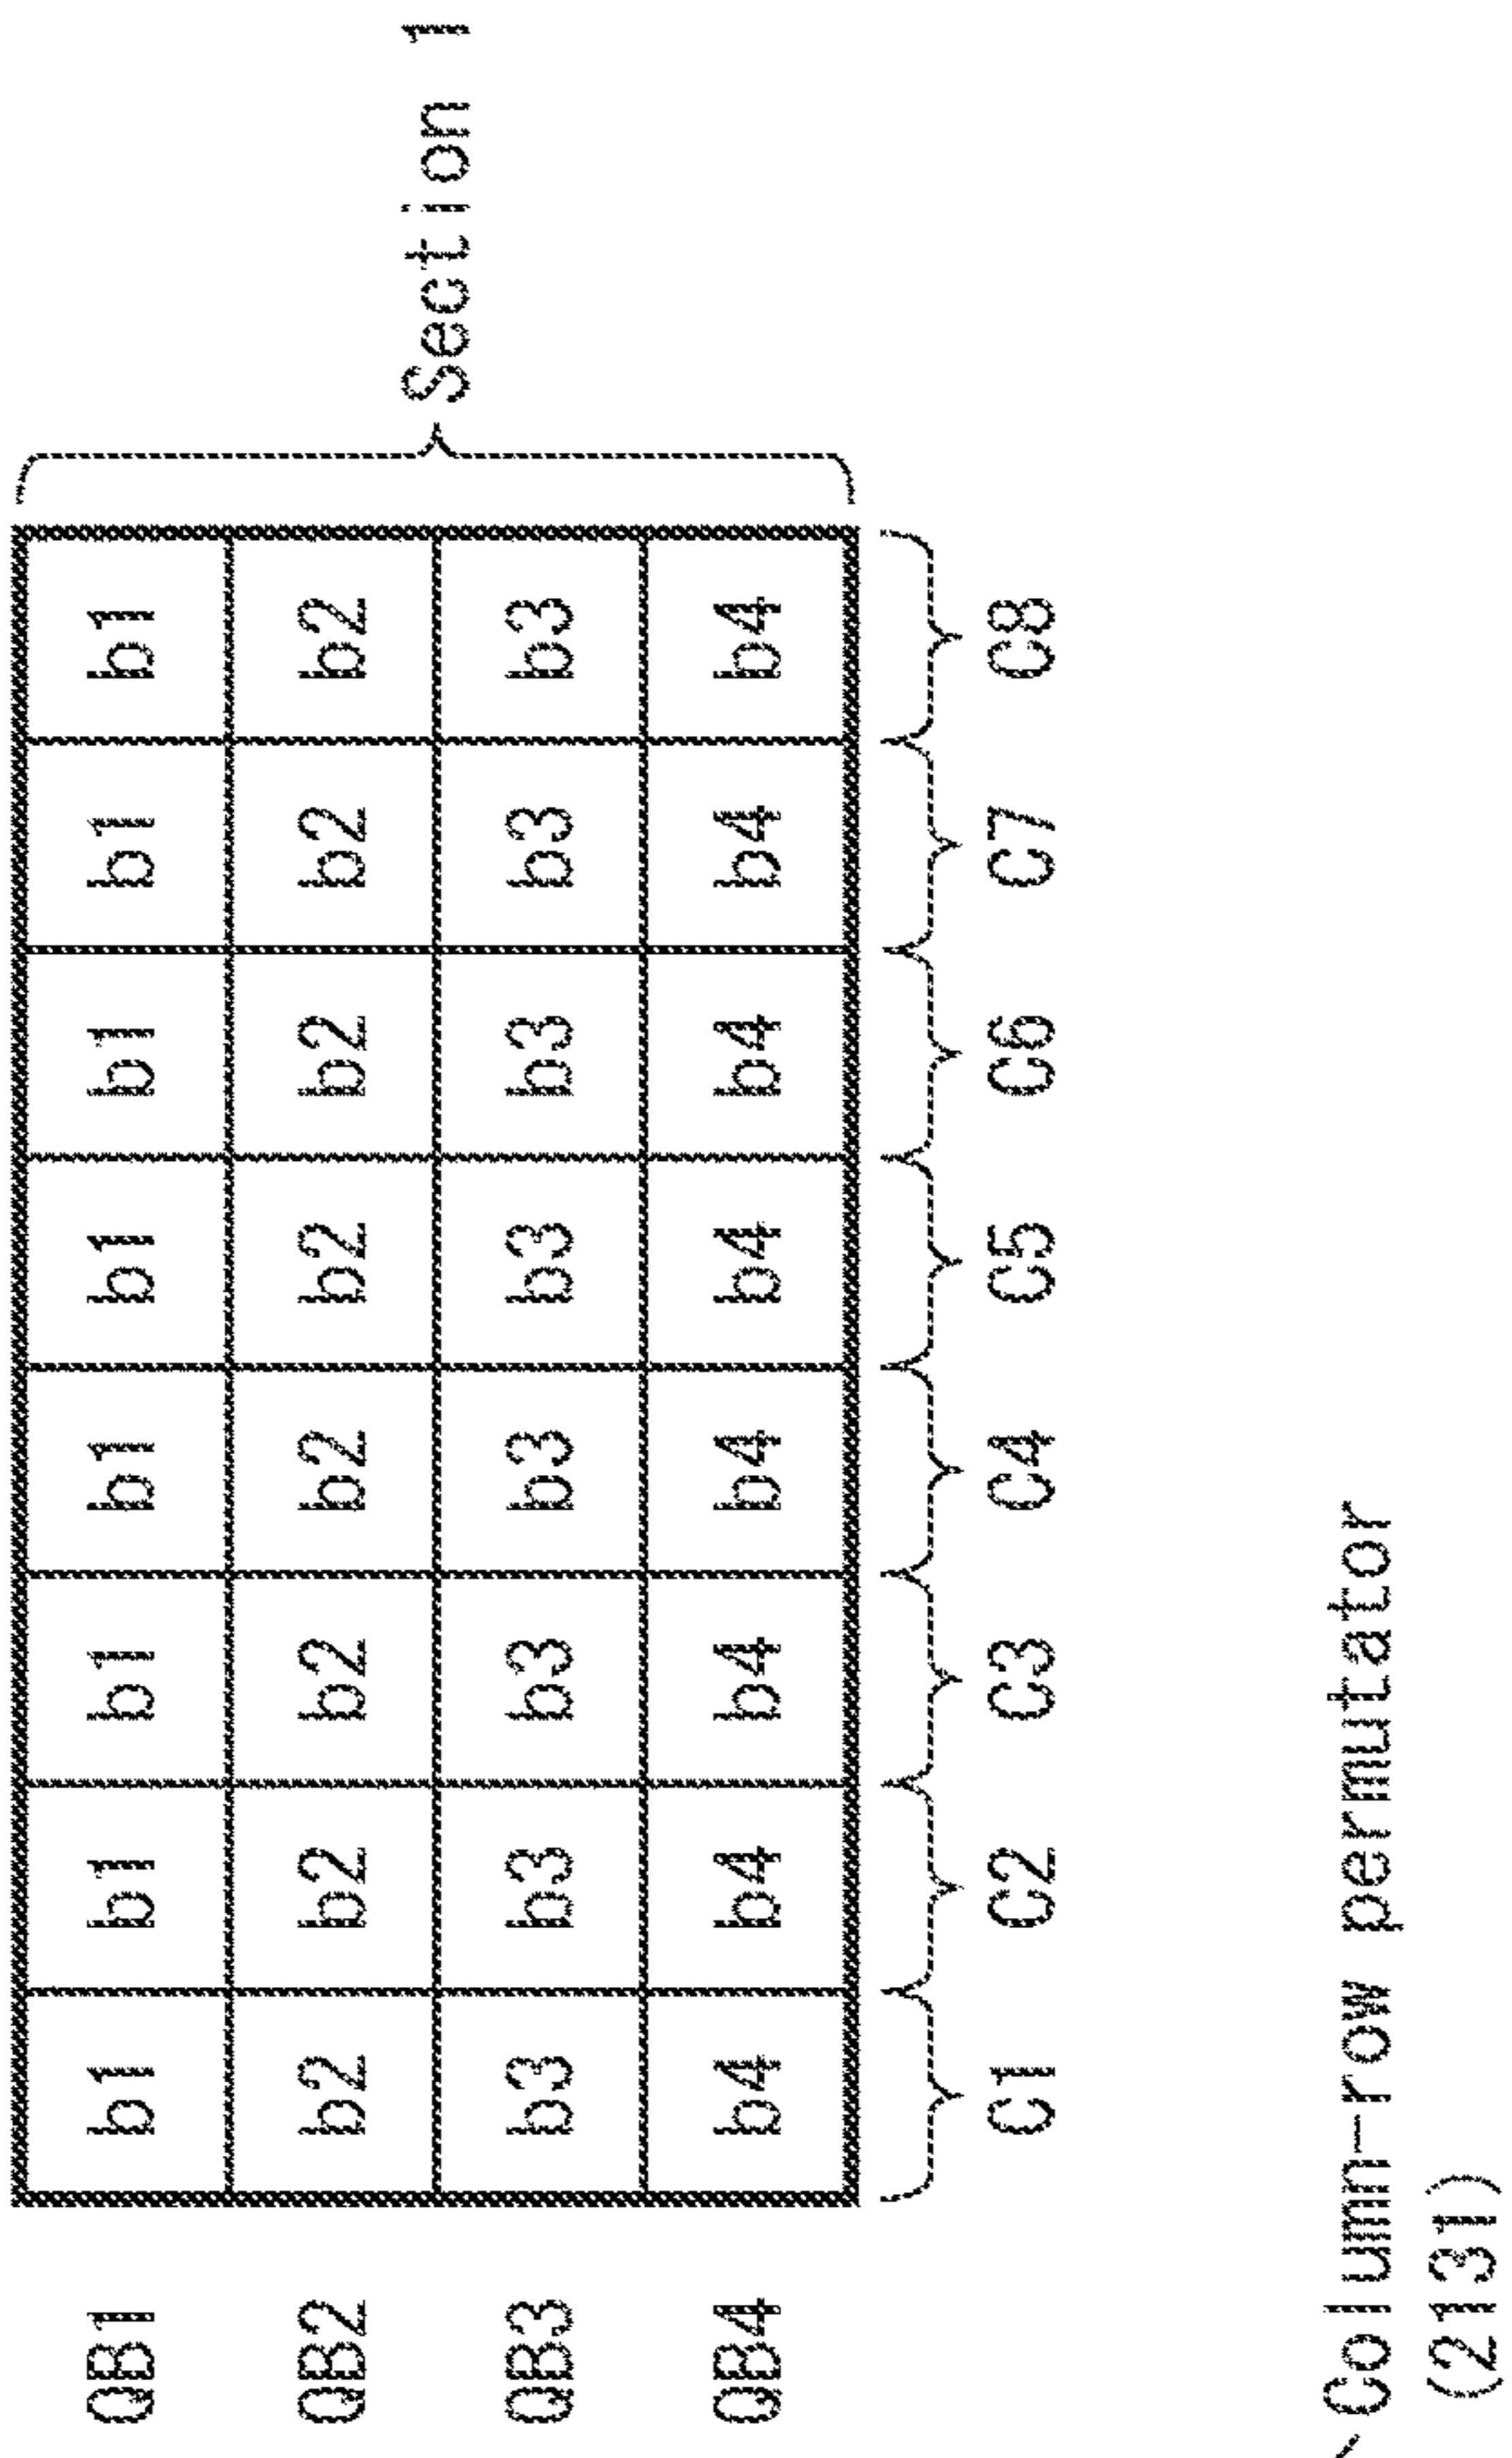 QB1 b1 b1 b1 b1 b1 b1 b1 b1
QB2 b2 b2 b2 b2 b2 b2 b2 b2
QB3 b3 b3 b3 b3 b3 b3 b3 b3
QB4 b4 b4 b4 b4 b4 b4 b4 b4
Section 1
C1 C2 C3 C4 C5 C6 C7 C8
Column-row permutator
(2131)